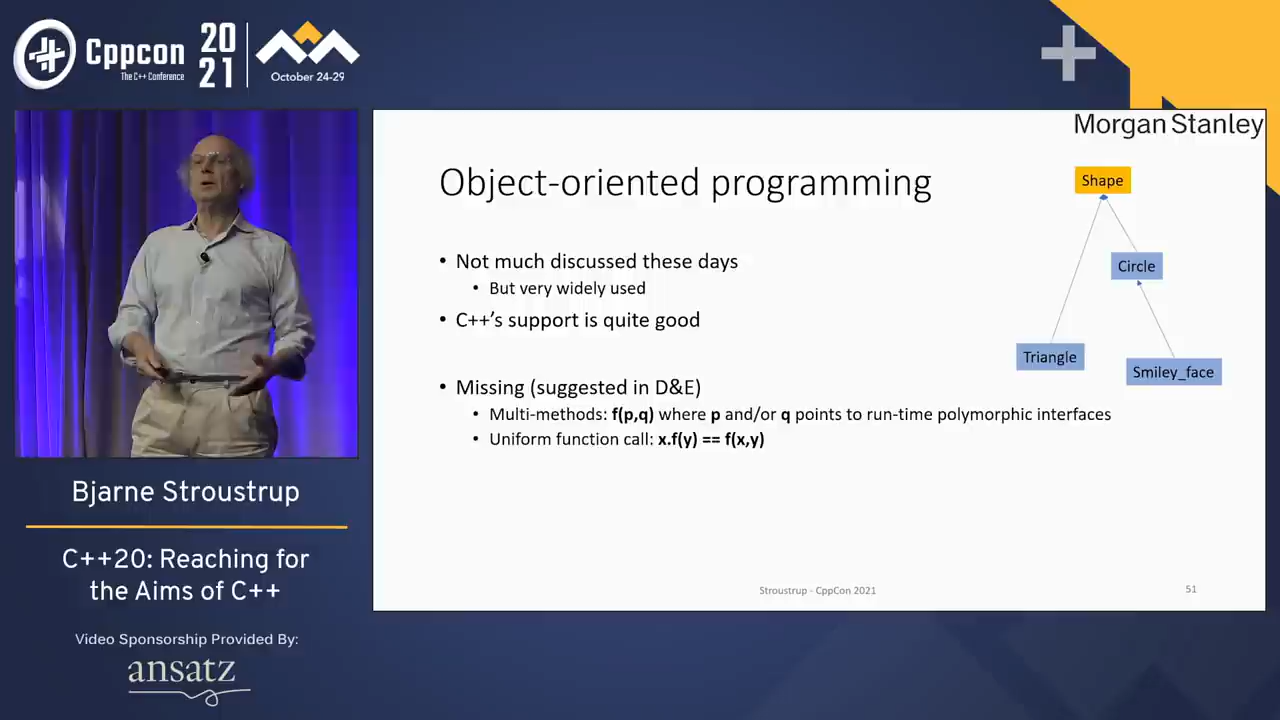 Cppcon
The C++ Conference
20
21
October 24-29
Morgan Stanley
Object-oriented programming
Shape
Circle
Triangle
Smiley_face
• Not much discussed these days
• But very widely used
• C++’s support is quite good
• Missing (suggested in D&E)
• Multi-methods: f(p,q) where p and/or q points to run-time polymorphic interfaces
• Uniform function call: x.f(y) == f(x,y)
Stroustrup - CppCon 2021
51
Bjarne Stroustrup
C++20: Reaching for
the Aims of C++
Video Sponsorship Provided By:
ansatz